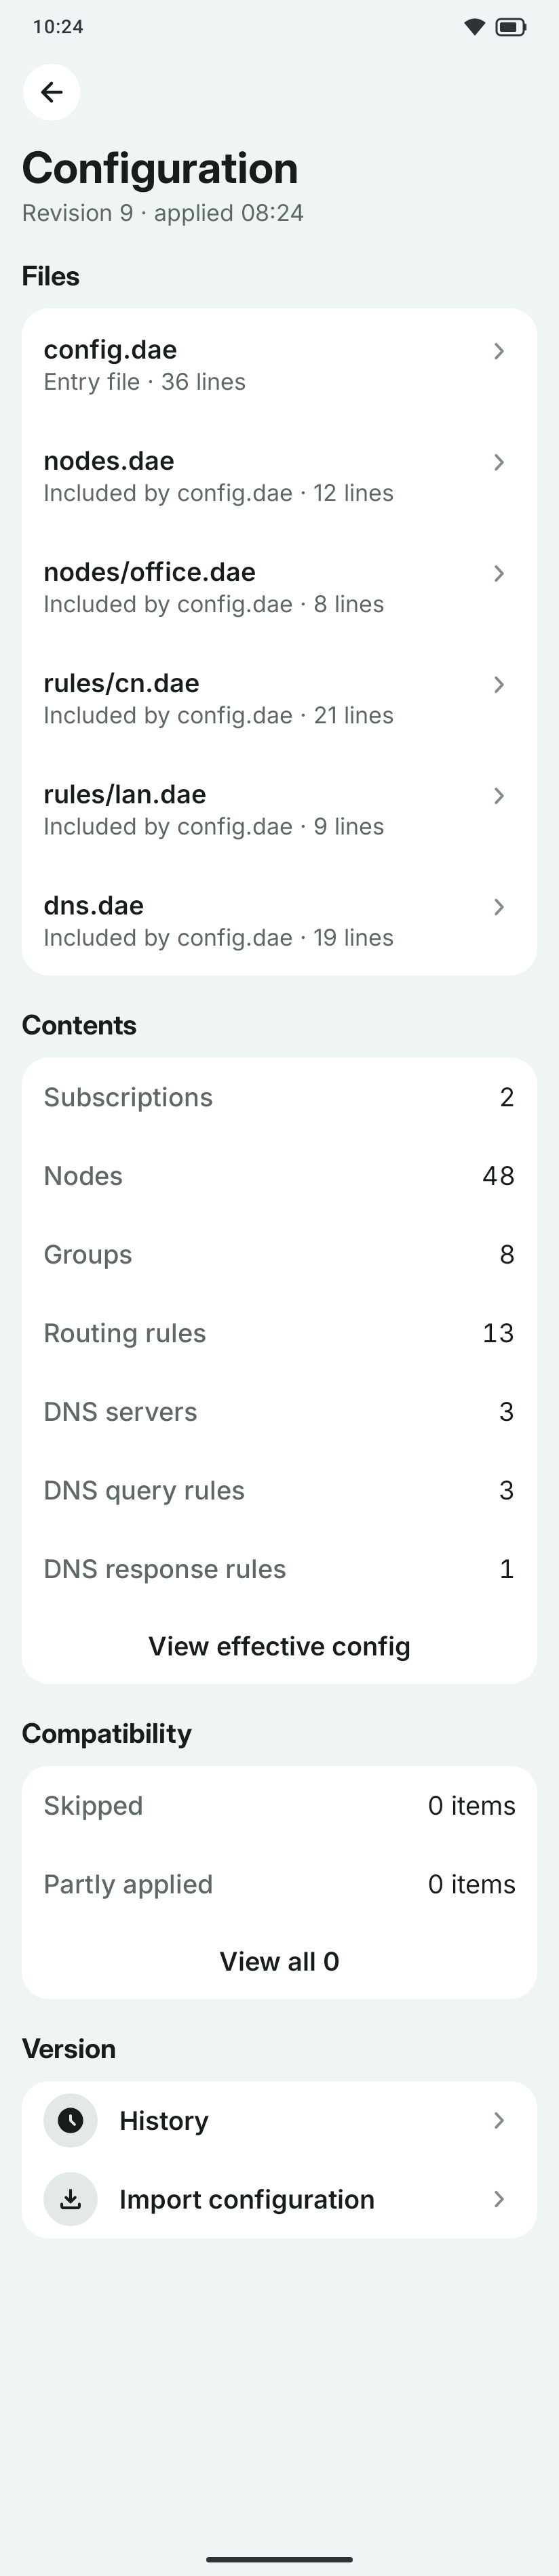 10:24
Configuration
Revision 9 · applied 08:24
Files
config.dae
Entry file · 36 lines
nodes.dae
Included by config.dae · 12 lines
nodes/office.dae
Included by config.dae · 8 lines
rules/cn.dae
Included by config.dae · 21 lines
rules/lan.dae
Included by config.dae · 9 lines
dns.dae
Included by config.dae · 19 lines
Contents
Subscriptions 2
Nodes 48
Groups 8
Routing rules 13
DNS servers 3
DNS query rules 3
DNS response rules 1
View effective config
Compatibility
Skipped 0 items
Partly applied 0 items
View all 0
Version
History
Import configuration